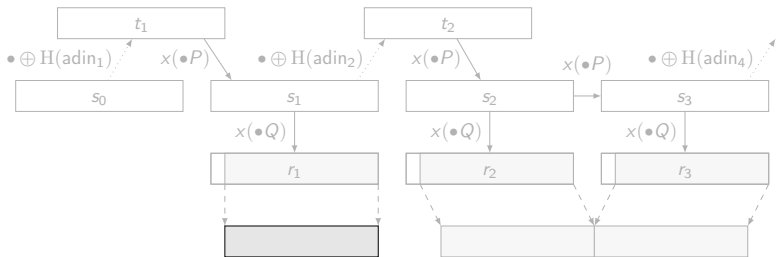 t₁ t₂
• ⊕ H(adin₁) x(•P) • ⊕ H(adin₂) x(•P) x(•P) • ⊕ H(adin₄)
s₀ s₁ s₂ s₃
x(•Q) x(•Q) x(•Q)
r₁ r₂ r₃